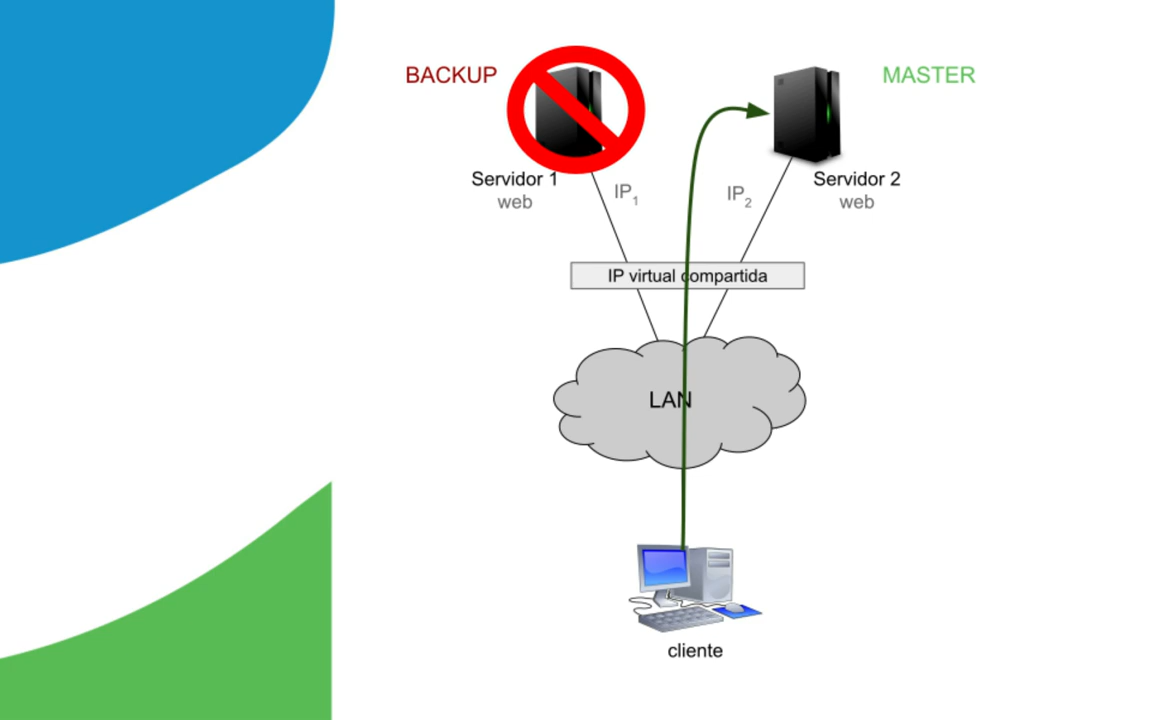 BACKUP
MASTER
Servidor 1
web
IP1
IP2
Servidor 2
web
IP virtual compartida
LAN
cliente